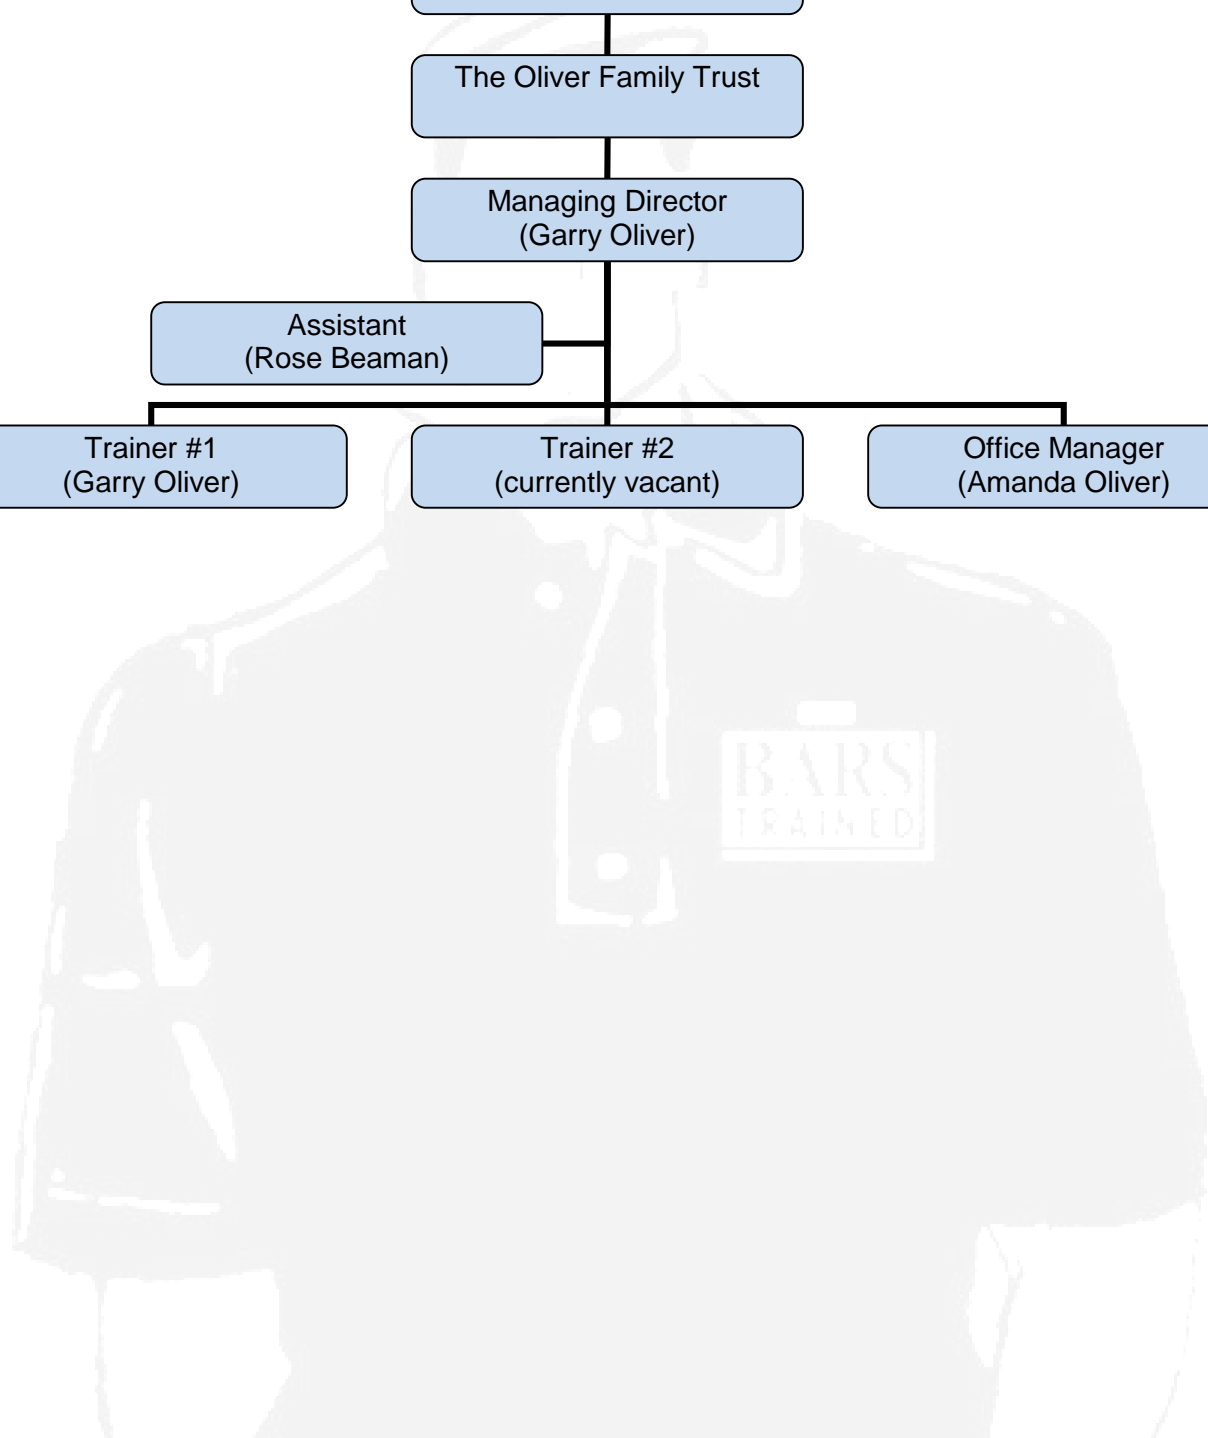 The Oliver Family Trust
Managing Director
(Garry Oliver)
Assistant
(Rose Beaman)
Trainer #1
(Garry Oliver)
Trainer #2
(currently vacant)
Office Manager
(Amanda Oliver)
BARS
TRAINED